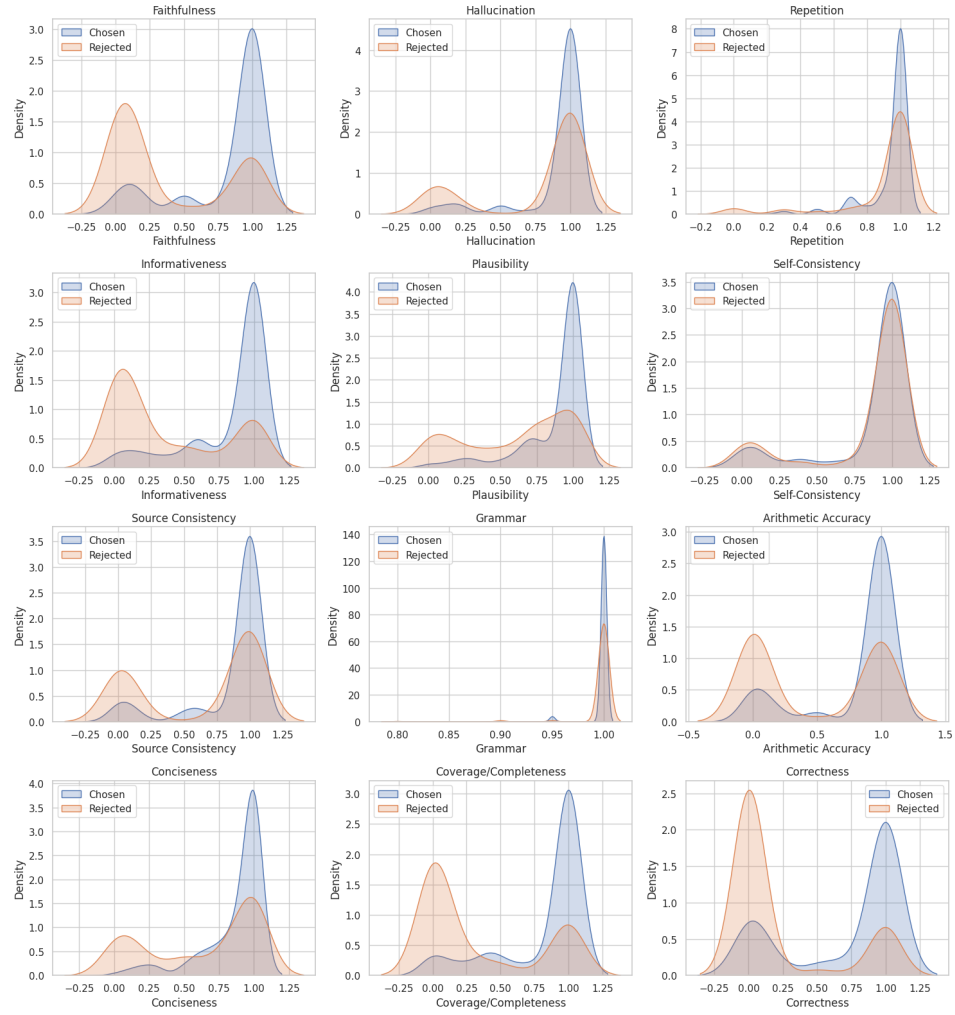 Faithfulness
Chosen
Rejected
Density
3.0
2.5
2.0
1.5
1.0
0.5
0.0
−0.25 0.00 0.25 0.50 0.75 1.00 1.25
Faithfulness
Hallucination
Chosen
Rejected
Density
4
3
2
1
0
−0.25 0.00 0.25 0.50 0.75 1.00 1.25
Hallucination
Repetition
Chosen
Rejected
Density
8
7
6
5
4
3
2
1
0
−0.2 0.0 0.2 0.4 0.6 0.8 1.0 1.2
Repetition
Informativeness
Chosen
Rejected
Density
3.0
2.5
2.0
1.5
1.0
0.5
0.0
−0.25 0.00 0.25 0.50 0.75 1.00 1.25
Informativeness
Plausibility
Chosen
Rejected
Density
4.0
3.5
3.0
2.5
2.0
1.5
1.0
0.5
0.0
−0.25 0.00 0.25 0.50 0.75 1.00 1.25
Plausibility
Self-Consistency
Chosen
Rejected
Density
3.5
3.0
2.5
2.0
1.5
1.0
0.5
0.0
−0.25 0.00 0.25 0.50 0.75 1.00 1.25
Self-Consistency
Source Consistency
Chosen
Rejected
Density
3.5
3.0
2.5
2.0
1.5
1.0
0.5
0.0
−0.25 0.00 0.25 0.50 0.75 1.00 1.25
Source Consistency
Grammar
Chosen
Rejected
Density
140
120
100
80
60
40
20
0
0.80 0.85 0.90 0.95 1.00
Grammar
Arithmetic Accuracy
Chosen
Rejected
Density
3.0
2.5
2.0
1.5
1.0
0.5
0.0
−0.5 0.0 0.5 1.0 1.5
Arithmetic Accuracy
Conciseness
Chosen
Rejected
Density
4.0
3.5
3.0
2.5
2.0
1.5
1.0
0.5
0.0
−0.25 0.00 0.25 0.50 0.75 1.00 1.25
Conciseness
Coverage/Completeness
Chosen
Rejected
Density
3.0
2.5
2.0
1.5
1.0
0.5
0.0
−0.25 0.00 0.25 0.50 0.75 1.00 1.25
Coverage/Completeness
Correctness
Chosen
Rejected
Density
2.5
2.0
1.5
1.0
0.5
0.0
−0.25 0.00 0.25 0.50 0.75 1.00 1.25
Correctness